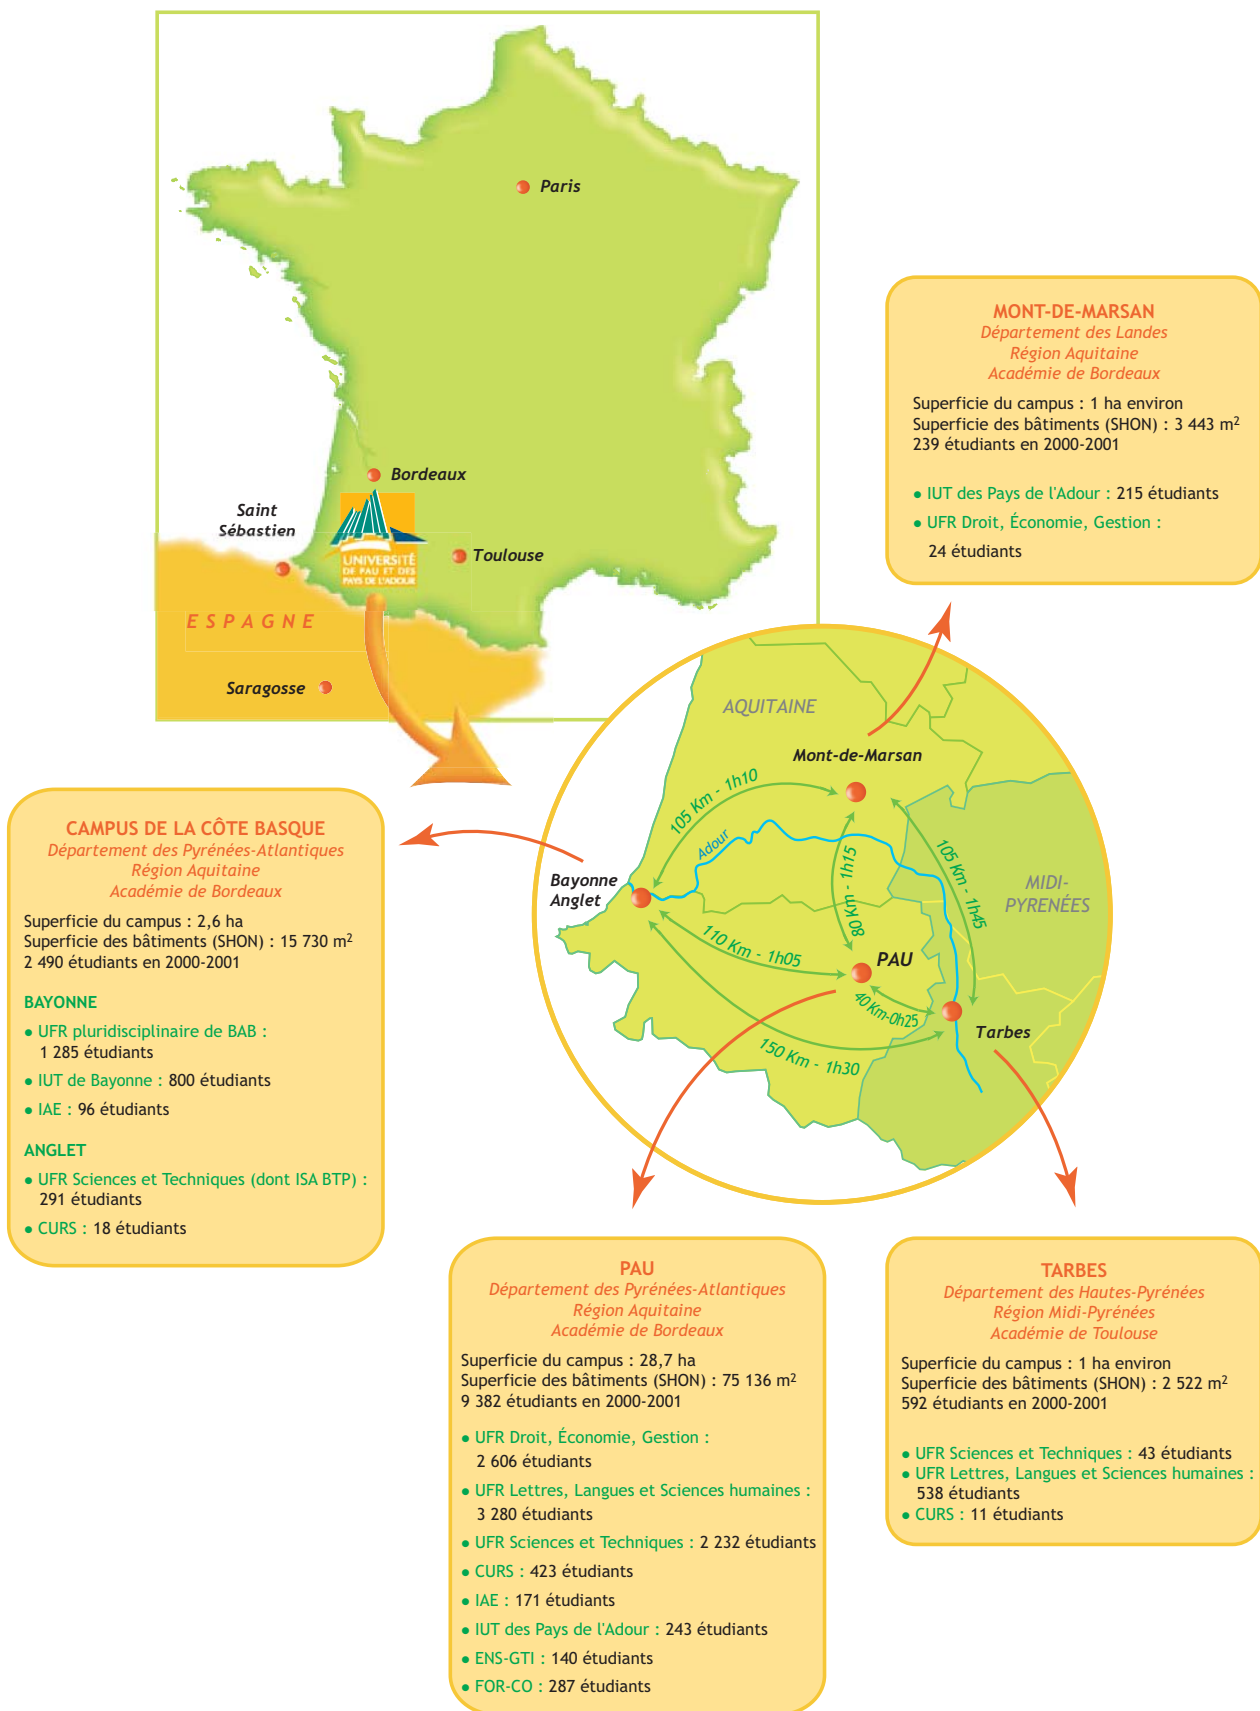 Paris
Bordeaux
Saint
Sébastien
Toulouse
UNIVERSITÉ
DE PAU ET DES
PAYS DE L'ADOUR
ESPAGNE
Saragosse
MONT-DE-MARSAN
Département des Landes
Région Aquitaine
Académie de Bordeaux
Superficie du campus : 1 ha environ
Superficie des bâtiments (SHON) : 3 443 m²
239 étudiants en 2000-2001
• IUT des Pays de l'Adour : 215 étudiants
• UFR Droit, Économie, Gestion :
24 étudiants
AQUITAINE
Mont-de-Marsan
105 Km - 1h10
Adour
80 Km - 1h15
105 Km - 1h45
MIDI-
PYRENÉES
Bayonne
Anglet
110 Km - 1h05
PAU
40 Km-0h25
Tarbes
150 Km - 1h30
CAMPUS DE LA CÔTE BASQUE
Département des Pyrénées-Atlantiques
Région Aquitaine
Académie de Bordeaux
Superficie du campus : 2,6 ha
Superficie des bâtiments (SHON) : 15 730 m²
2 490 étudiants en 2000-2001
BAYONNE
• UFR pluridisciplinaire de BAB :
1 285 étudiants
• IUT de Bayonne : 800 étudiants
• IAE : 96 étudiants
ANGLET
• UFR Sciences et Techniques (dont ISA BTP) :
291 étudiants
• CURS : 18 étudiants
PAU
Département des Pyrénées-Atlantiques
Région Aquitaine
Académie de Bordeaux
Superficie du campus : 28,7 ha
Superficie des bâtiments (SHON) : 75 136 m²
9 382 étudiants en 2000-2001
• UFR Droit, Économie, Gestion :
2 606 étudiants
• UFR Lettres, Langues et Sciences humaines :
3 280 étudiants
• UFR Sciences et Techniques : 2 232 étudiants
• CURS : 423 étudiants
• IAE : 171 étudiants
• IUT des Pays de l'Adour : 243 étudiants
• ENS-GTI : 140 étudiants
• FOR-CO : 287 étudiants
TARBES
Département des Hautes-Pyrénées
Région Midi-Pyrénées
Académie de Toulouse
Superficie du campus : 1 ha environ
Superficie des bâtiments (SHON) : 2 522 m²
592 étudiants en 2000-2001
• UFR Sciences et Techniques : 43 étudiants
• UFR Lettres, Langues et Sciences humaines :
538 étudiants
• CURS : 11 étudiants